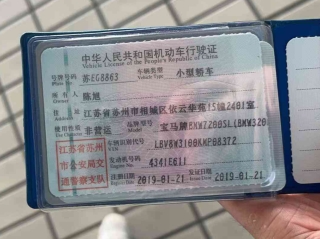 中华人民共和国机动车行驶证
Vehicle License of the People's Republic of China
号牌号码 苏EG8863 车辆类型 小型轿车
所有人 陈旭
住址 江苏省苏州市相城区依云华苑15幢2401室
使用性质 非营运 品牌型号 宝马牌BMW7200SL(BMW320
江苏省苏州
市公安局交
通警察支队
车辆识别代号 LBV8W3100KMP08372
发动机号码 4341E611
注册日期 2019-01-21 发证日期 2019-01-21